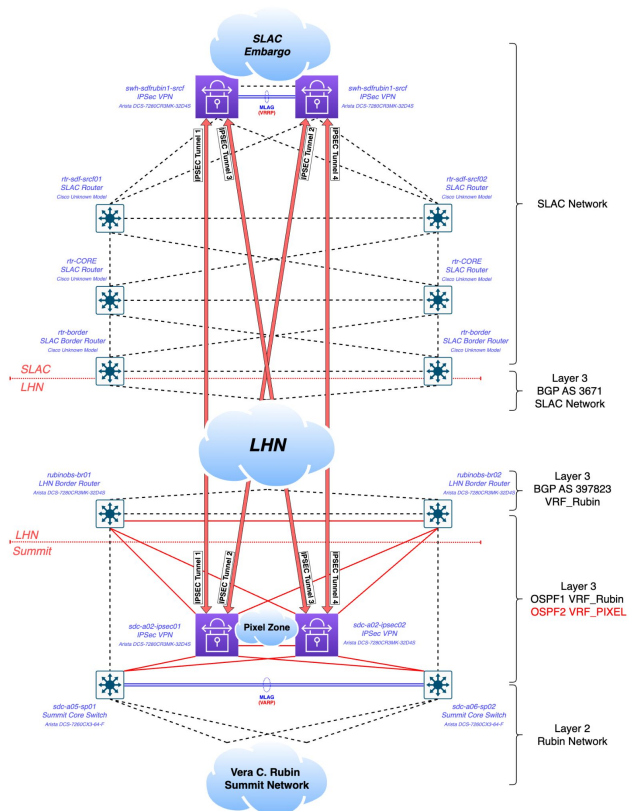 SLAC
Embargo
swh-sdfrubin1-srcf
IPSec VPN
Arista DCS-7280CR3MK-32D4S
swh-sdfrubin1-srcf
IPSec VPN
Arista DCS-7280CR3MK-32D4S
MLAG
(VRRP)
IPSEC Tunnel 1
IPSEC Tunnel 3
IPSEC Tunnel 2
IPSEC Tunnel 4
rtr-sdf-srcf01
SLAC Router
Cisco Unknown Model
rtr-sdf-srcf02
SLAC Router
Cisco Unknown Model
SLAC Network
rtr-CORE
SLAC Router
Cisco Unknown Model
rtr-CORE
SLAC Router
Cisco Unknown Model
rtr-border
SLAC Border Router
Cisco Unknown Model
rtr-border
SLAC Border Router
Cisco Unknown Model
SLAC
LHN
Layer 3
BGP AS 3671
SLAC Network
LHN
rubinobs-br01
LHN Border Router
Arista DCS-7280CR3MK-32D4S
rubinobs-br02
LHN Border Router
Arista DCS-7280CR3MK-32D4S
Layer 3
BGP AS 397823
VRF_Rubin
LHN
Summit
IPSEC Tunnel 1
IPSEC Tunnel 2
IPSEC Tunnel 3
IPSEC Tunnel 4
Layer 3
OSPF1 VRF_Rubin
OSPF2 VRF_PIXEL
sdc-a02-ipsec01
IPSec VPN
Arista DCS-7280CR3MK-32D4S
Pixel Zone
sdc-a02-ipsec02
IPSec VPN
Arista DCS-7280CR3MK-32D4S
MLAG
(VARP)
sdc-a05-sp01
Summit Core Switch
Arista DCS-7260CX3-64-F
sdc-a06-sp02
Summit Core Switch
Arista DCS-7260CX3-64-F
Layer 2
Rubin Network
Vera C. Rubin
Summit Network